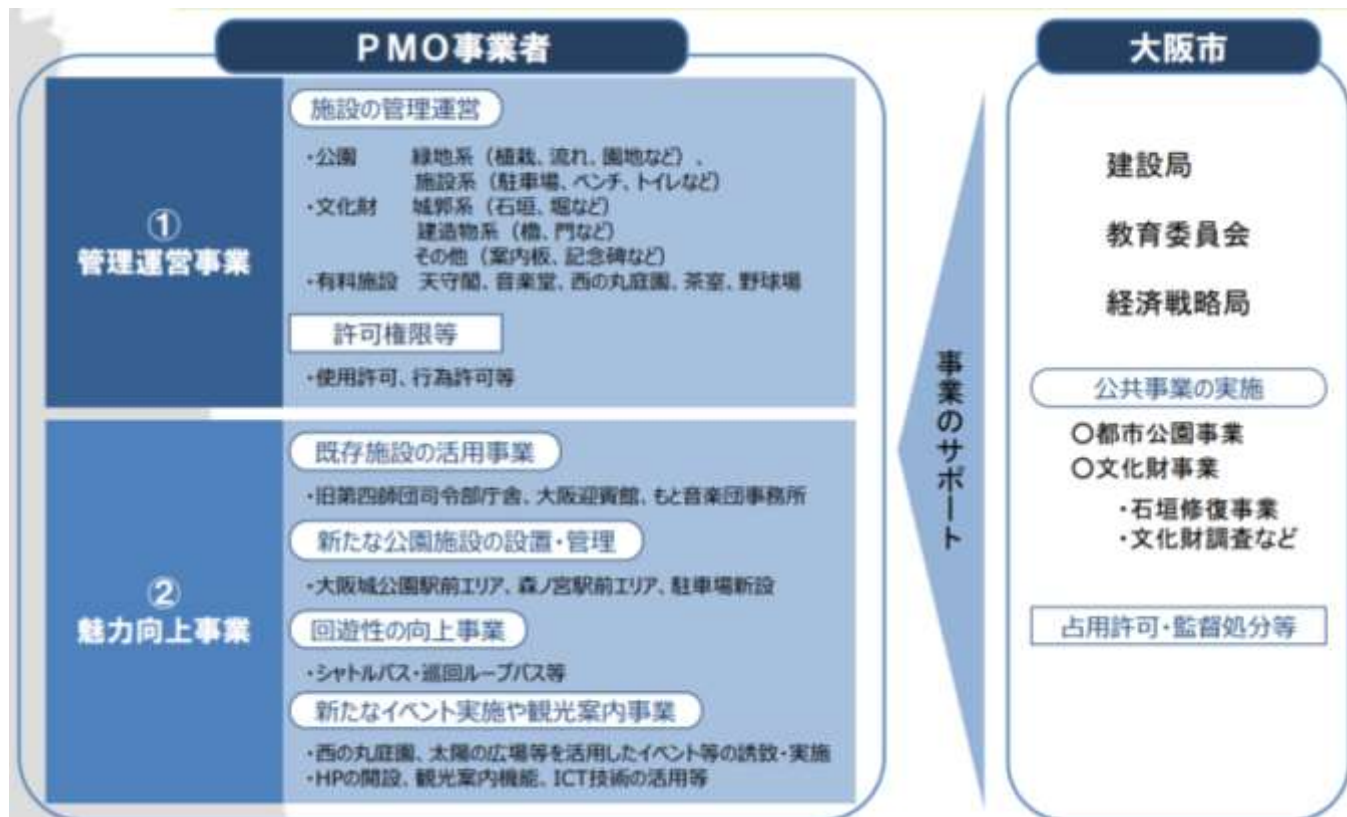 PMO事業者
①
管理運営事業
施設の管理運営
・公園 緑地系（植栽、流れ、園地など）、
施設系（駐車場、ベンチ、トイレなど）
・文化財 城郭系（石垣、堀など）
建造物系（櫓、門など）
その他（案内板、記念碑など）
・有料施設 天守閣、音楽堂、西の丸庭園、茶室、野球場
許可権限等
・使用許可、行為許可等
②
魅力向上事業
既存施設の活用事業
・旧第四師団司令部庁舎、大阪迎賓館、もと音楽団事務所
新たな公園施設の設置・管理
・大阪城公園駅前エリア、森ノ宮駅前エリア、駐車場新設
回遊性の向上事業
・シャトルバス・巡回ループバス等
新たなイベント実施や観光案内事業
・西の丸庭園、太陽の広場等を活用したイベント等の誘致・実施
・HPの開設、観光案内機能、ICT技術の活用等
事業のサポート
大阪市
建設局
教育委員会
経済戦略局
公共事業の実施
〇都市公園事業
〇文化財事業
・石垣修復事業
・文化財調査など
占用許可・監督処分等